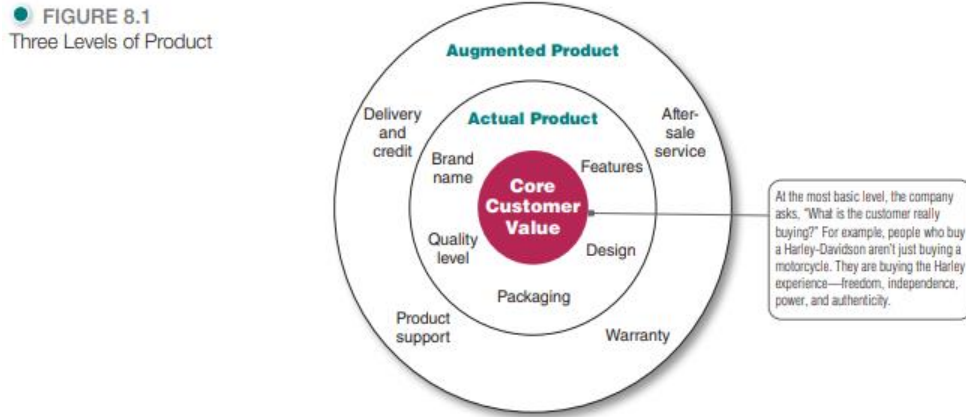 FIGURE 8.1
Three Levels of Product
Augmented Product
Delivery
and
credit
After-
sale
service
Actual Product
Brand
name
Features
Core
Customer
Value
Quality
level
Design
Packaging
Product
support
Warranty
At the most basic level, the company
asks, "What is the customer really
buying?" For example, people who buy
a Harley-Davidson aren't just buying a
motorcycle. They are buying the Harley
experience—freedom, independence,
power, and authenticity.